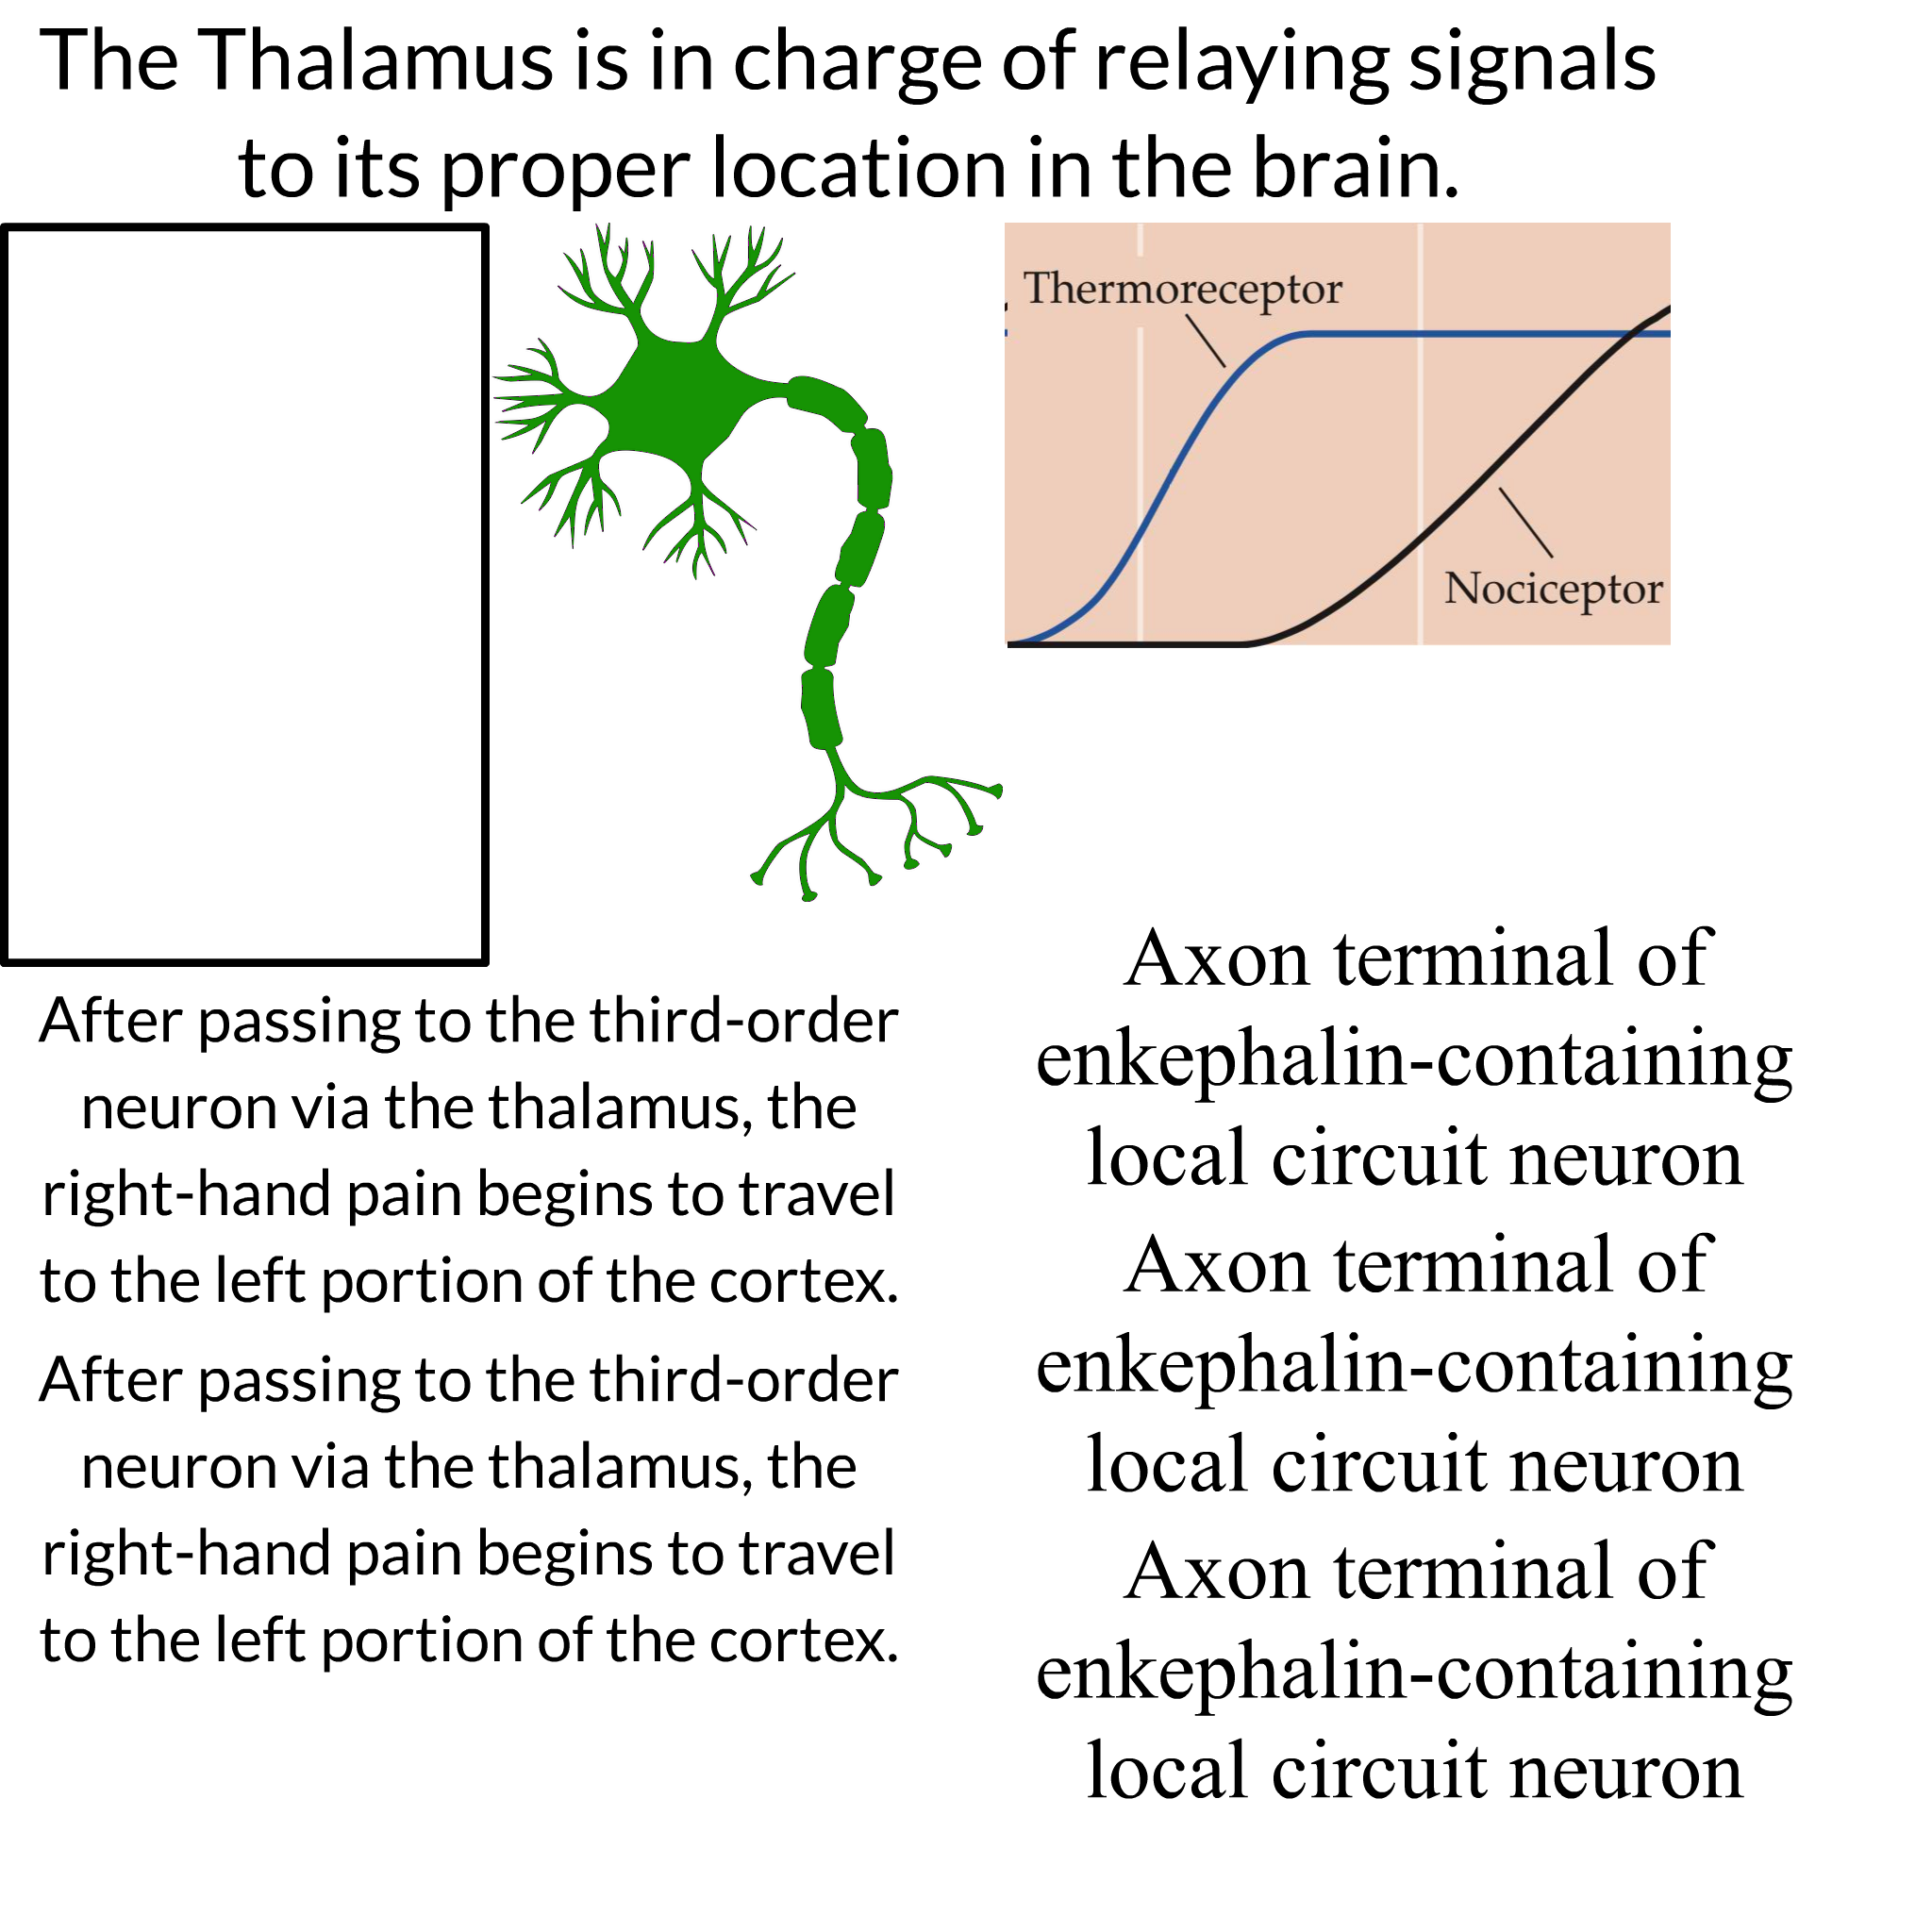 The Thalamus is in charge of relaying signals
to its proper location in the brain.
Thermoreceptor
Nociceptor
After passing to the third-order
neuron via the thalamus, the
right-hand pain begins to travel
to the left portion of the cortex.
After passing to the third-order
neuron via the thalamus, the
right-hand pain begins to travel
to the left portion of the cortex.
Axon terminal of
enkephalin-containing
local circuit neuron
Axon terminal of
enkephalin-containing
local circuit neuron
Axon terminal of
enkephalin-containing
local circuit neuron